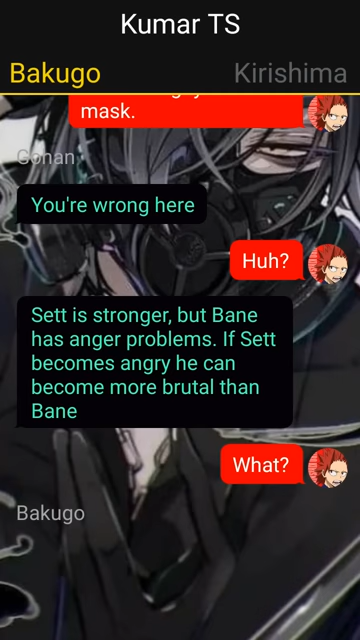 Kumar TS
Bakugo
Kirishima
mask.
Conan
You're wrong here
Huh?
Sett is stronger, but Bane
has anger problems. If Sett
becomes angry he can
become more brutal than
Bane
What?
Bakugo